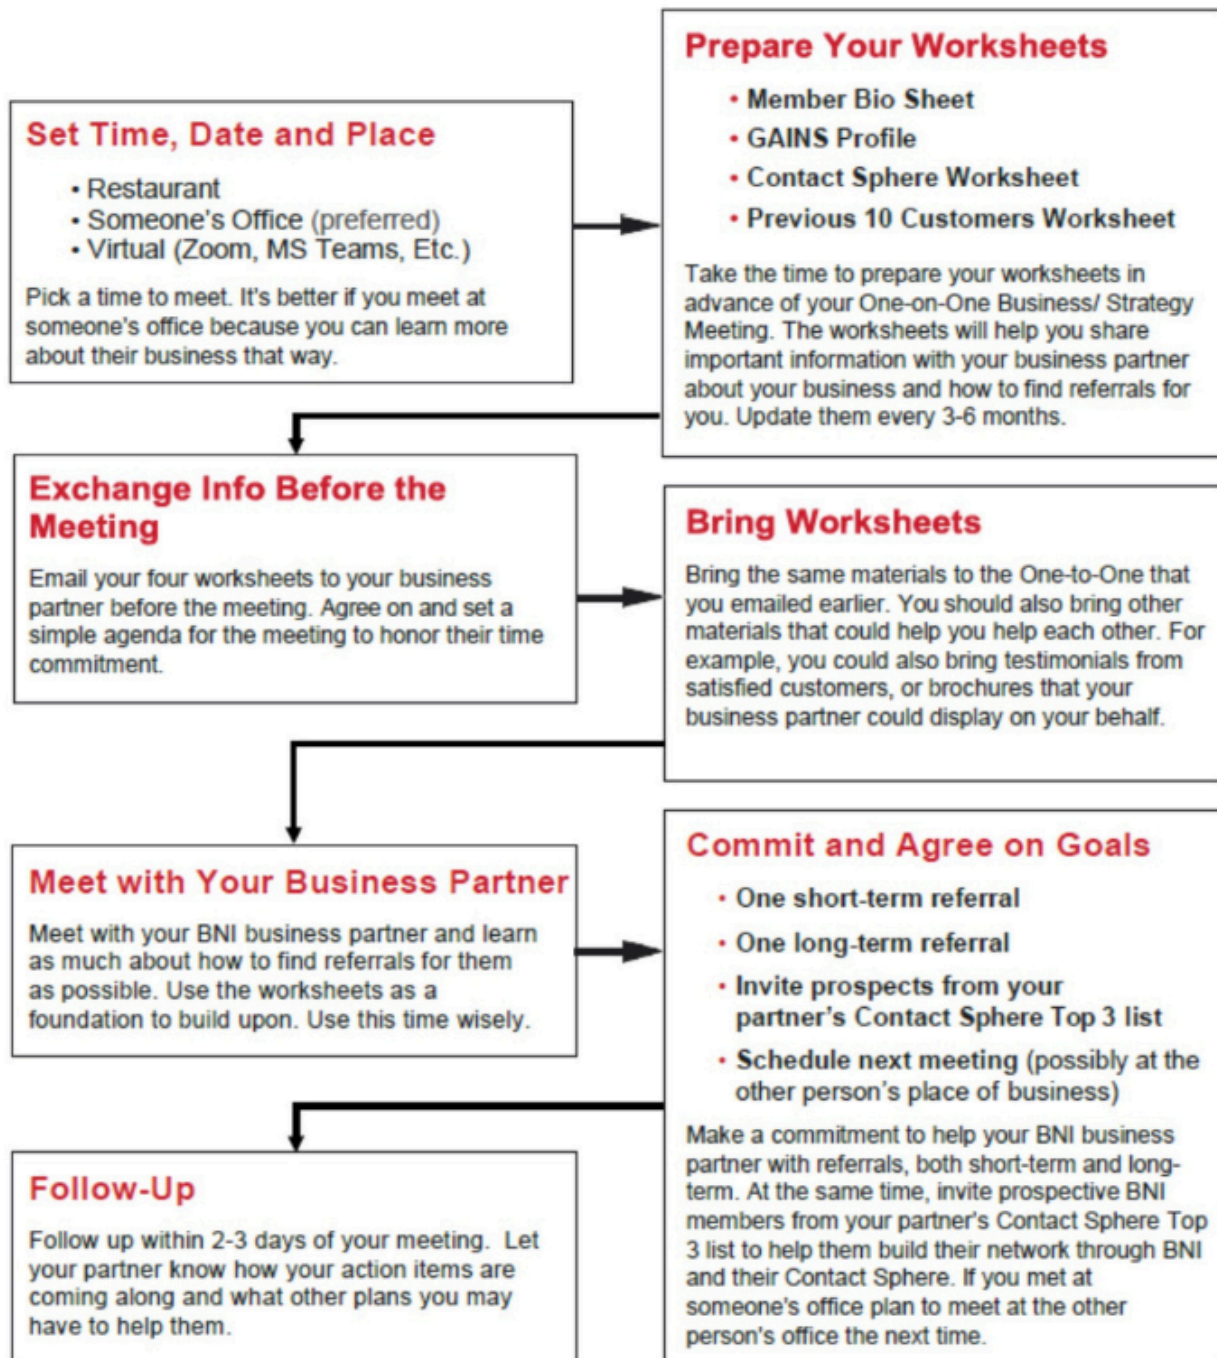 Set Time, Date and Place
• Restaurant
• Someone's Office (preferred)
• Virtual (Zoom, MS Teams, Etc.)
Pick a time to meet. It's better if you meet at
someone's office because you can learn more
about their business that way.
Prepare Your Worksheets
• Member Bio Sheet
• GAINS Profile
• Contact Sphere Worksheet
• Previous 10 Customers Worksheet
Take the time to prepare your worksheets in
advance of your One-on-One Business/ Strategy
Meeting. The worksheets will help you share
important information with your business partner
about your business and how to find referrals for
you. Update them every 3-6 months.
Exchange Info Before the
Meeting
Email your four worksheets to your business
partner before the meeting. Agree on and set a
simple agenda for the meeting to honor their time
commitment.
Bring Worksheets
Bring the same materials to the One-to-One that
you emailed earlier. You should also bring other
materials that could help you help each other. For
example, you could also bring testimonials from
satisfied customers, or brochures that your
business partner could display on your behalf.
Meet with Your Business Partner
Meet with your BNI business partner and learn
as much about how to find referrals for them
as possible. Use the worksheets as a
foundation to build upon. Use this time wisely.
Commit and Agree on Goals
• One short-term referral
• One long-term referral
• Invite prospects from your
partner's Contact Sphere Top 3 list
• Schedule next meeting (possibly at the
other person's place of business)
Make a commitment to help your BNI business
partner with referrals, both short-term and long-
term. At the same time, invite prospective BNI
members from your partner's Contact Sphere Top
3 list to help them build their network through BNI
and their Contact Sphere. If you met at
someone's office plan to meet at the other
person's office the next time.
Follow-Up
Follow up within 2-3 days of your meeting. Let
your partner know how your action items are
coming along and what other plans you may
have to help them.